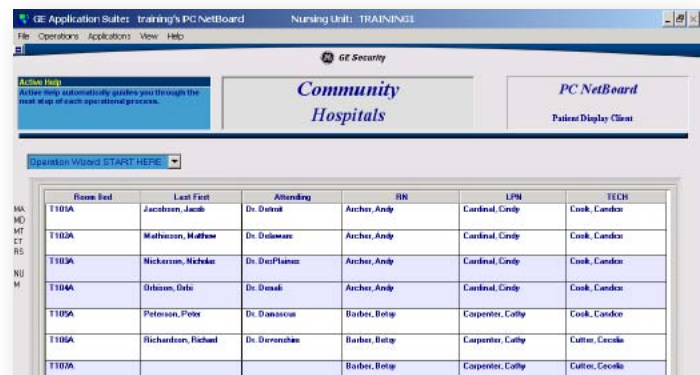 GE Application Suite: training's PC NetBoard Nursing Unit: TRAINING1
File Operations Applications View Help
GE Security
Active Help
Active Help automatically guides you through the
next step of each operational process.
Community
Hospitals
PC NetBoard
Patient Display Client
Operation Wizard START HERE
Room Bed Last First Attending RN LPN TECH
MA
MD
MT
CT
RS
NU
M
T101A Jacobson, Jacob Dr. Detroit Archer, Andy Cardinal, Cindy Cook, Candice
T102A Mathieson, Matthew Dr. Delaware Archer, Andy Cardinal, Cindy Cook, Candice
T103A Nickerson, Nicholas Dr. DesPlaines Archer, Andy Cardinal, Cindy Cook, Candice
T104A Orbison, Orbi Dr. Denali Archer, Andy Cardinal, Cindy Cook, Candice
T105A Peterson, Peter Dr. Damascus Barber, Betsy Carpenter, Cathy Cook, Candice
T106A Richardson, Richard Dr. Devonshire Barber, Betsy Carpenter, Cathy Cutter, Cecelia
T107A Barber, Betsy Carpenter, Cathy Cutter, Cecelia